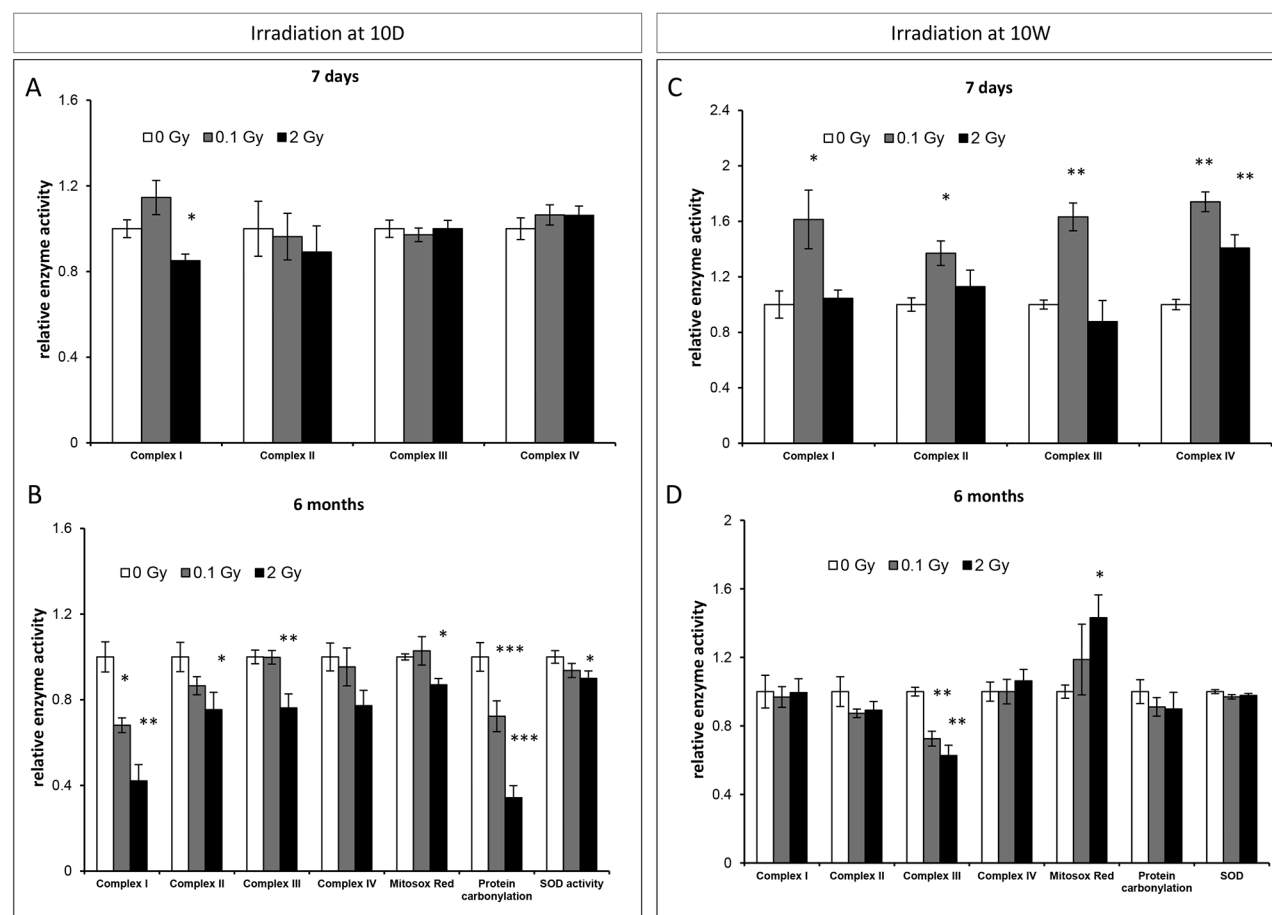 Irradiation at 10D
Irradiation at 10W
A
7 days
1.6
1.2
0.8
0.4
0
relative enzyme activity
0 Gy 0.1 Gy 2 Gy
*
Complex I Complex II Complex III Complex IV
B
6 months
1.6
1.2
0.8
0.4
0
relative enzyme activity
0 Gy 0.1 Gy 2 Gy
* ** * ** * *** *** *
Complex I Complex II Complex III Complex IV Mitosox Red Protein SOD activity
carbonylation
C
7 days
2.4
2
1.6
1.2
0.8
0.4
0
relative enzyme activity
0 Gy 0.1 Gy 2 Gy
* * ** ** **
Complex I Complex II Complex III Complex IV
D
6 months
2
1.6
1.2
0.8
0.4
0
relative enzyme activity
0 Gy 0.1 Gy 2 Gy
** ** *
Complex I Complex II Complex III Complex IV Mitosox Red Protein SOD
carbonylation